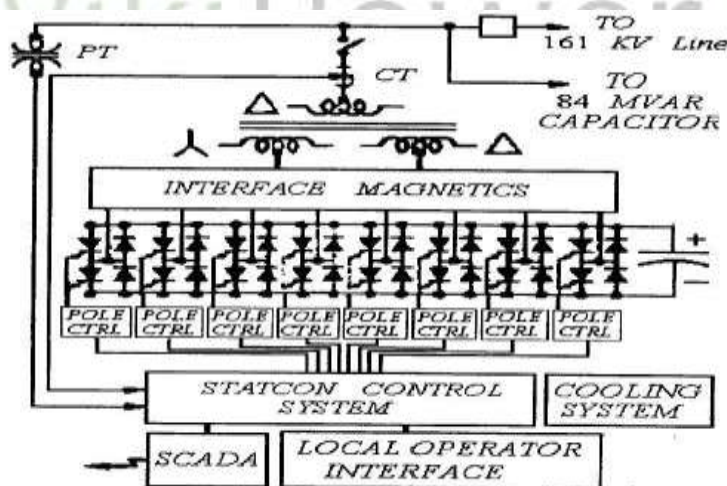 PT
TO
161 KV Line
CT
TO
84 MVAR
CAPACITOR
INTERFACE MAGNETICS
+
−
POLE CTRL
POLE CTRL
POLE CTRL
POLE CTRL
POLE CTRL
POLE CTRL
POLE CTRL
POLE CTRL
STATCON CONTROL
SYSTEM
COOLING
SYSTEM
SCADA
LOCAL OPERATOR
INTERFACE